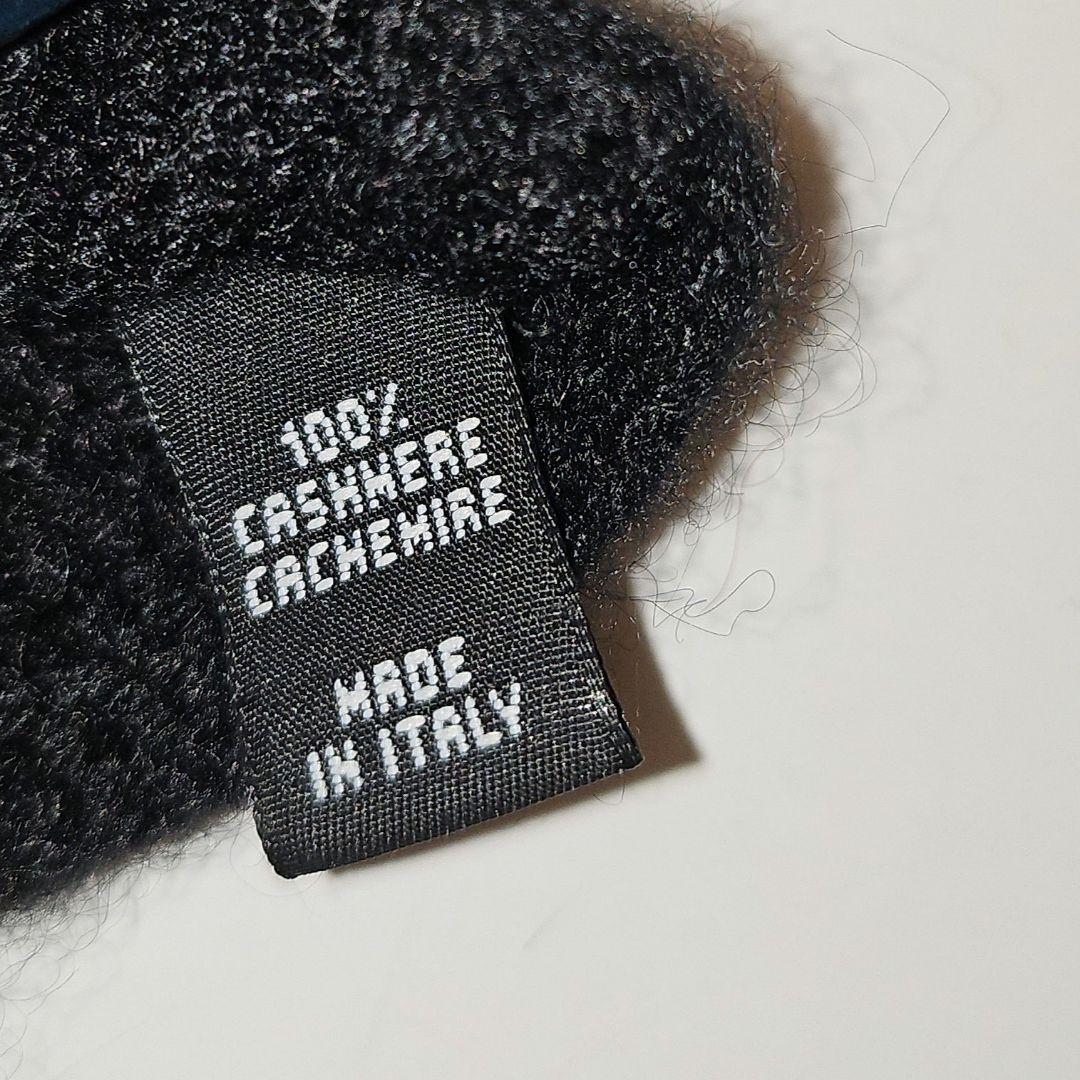 100%
CASHMERE
CACHEMIRE
MADE
IN ITALY